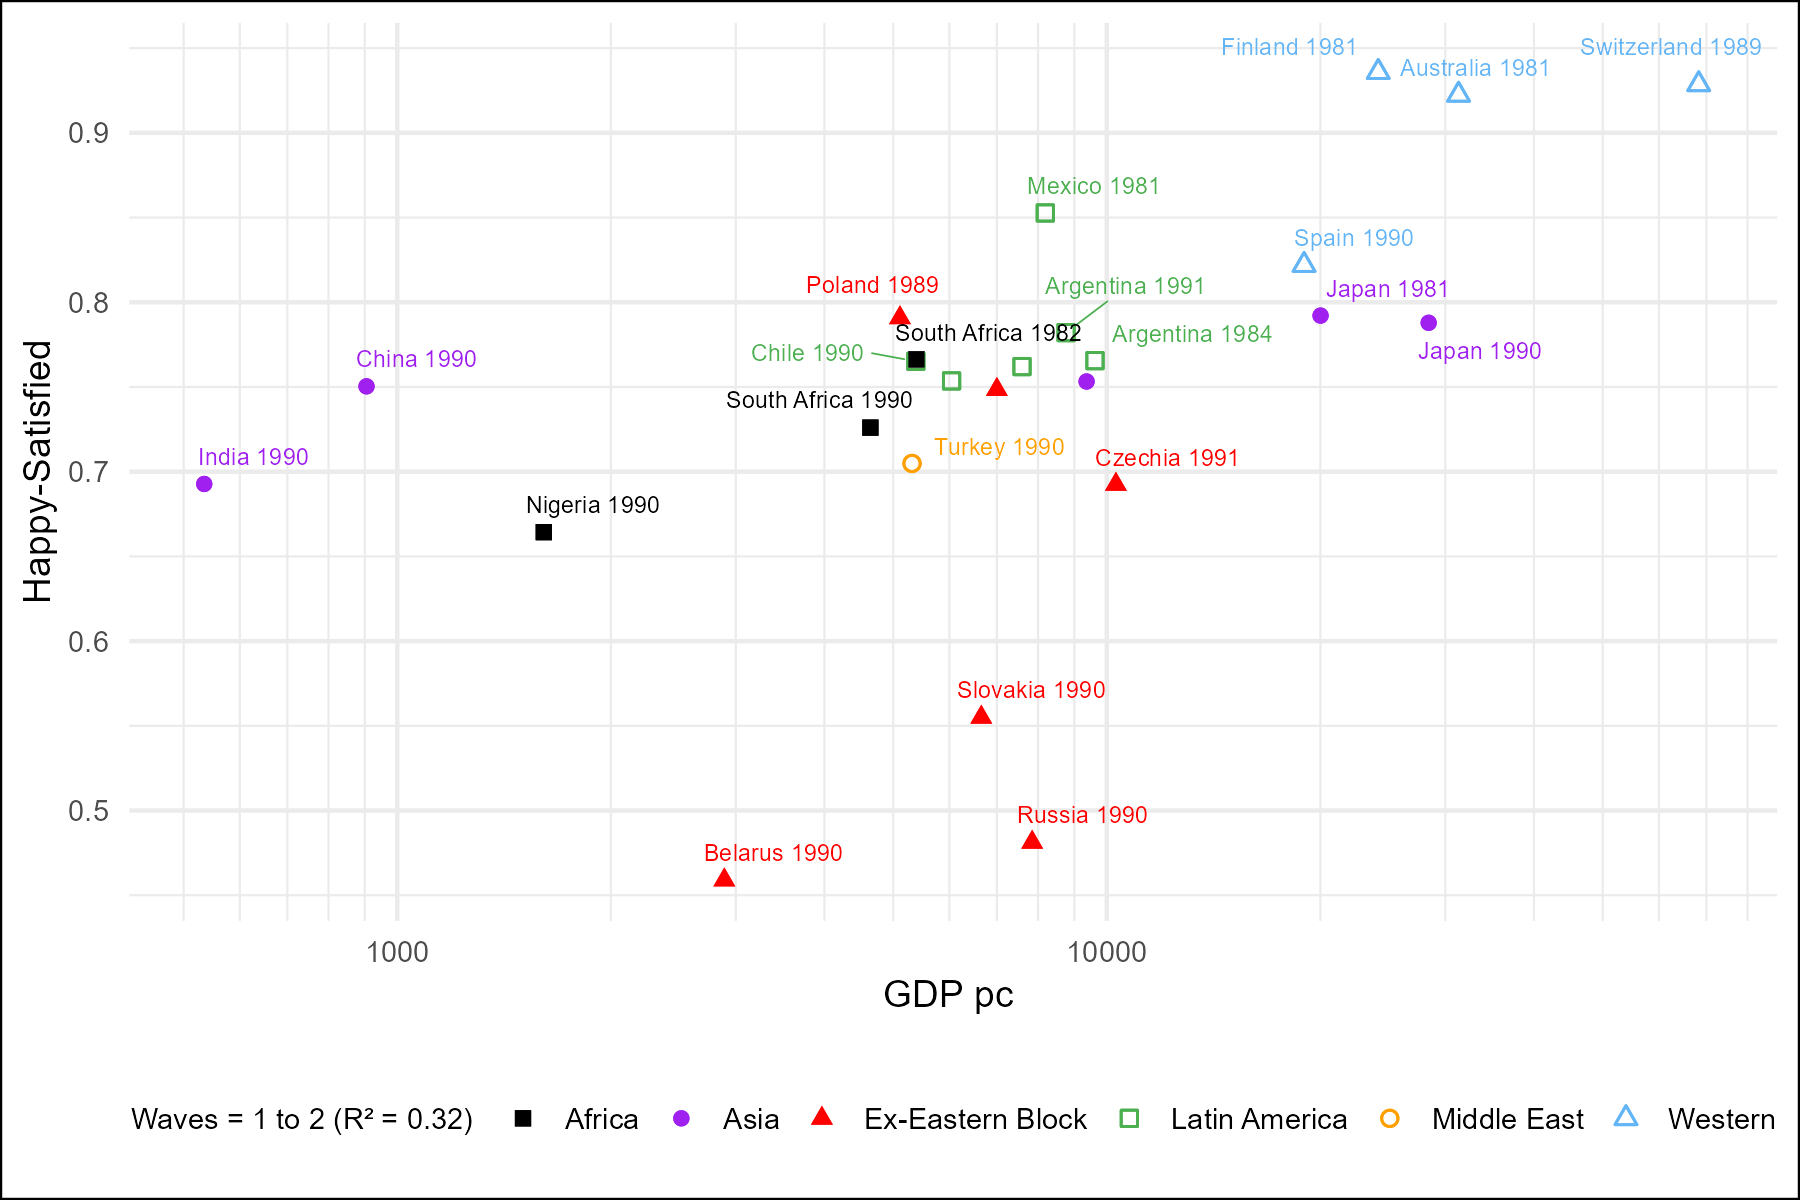 Finland 1981
Switzerland 1989
Australia 1981
0.9
Mexico 1981
Spain 1990
Poland 1989
Argentina 1991
Japan 1981
0.8
South Africa 1982
Argentina 1984
Chile 1990
Japan 1990
China 1990
South Africa 1990
Turkey 1990
India 1990
Czechia 1991
0.7
Nigeria 1990
Happy-Satisfied
0.6
Slovakia 1990
0.5
Russia 1990
Belarus 1990
1000
10000
GDP pc
Waves = 1 to 2 (R² = 0.32)
Africa
Asia
Ex-Eastern Block
Latin America
Middle East
Western